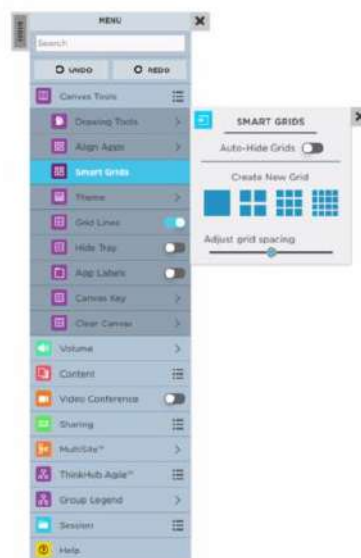 MENU
Search
UNDO
REDO
Canvas Tools
Drawing Tools
Align Apps
Smart Grids
Theme
Grid Lines
Hide Tray
App Labels
Canvas Key
Clear Canvas
Volume
Content
Video Conference
Sharing
MultiSite™
ThinkHub Agile™
Group Legend
Session
Help
SMART GRIDS
Auto-Hide Grids
Create New Grid
Adjust grid spacing